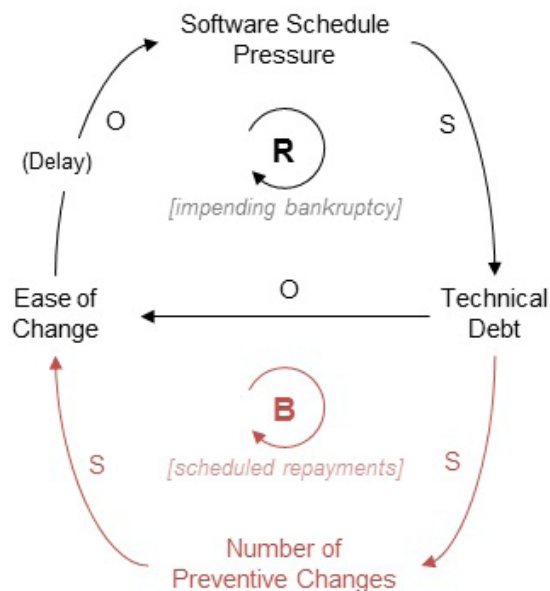 Software Schedule
Pressure
O
S
(Delay)
R
[impending bankruptcy]
O
Ease of
Change
Technical
Debt
B
S
[scheduled repayments]
S
Number of
Preventive Changes